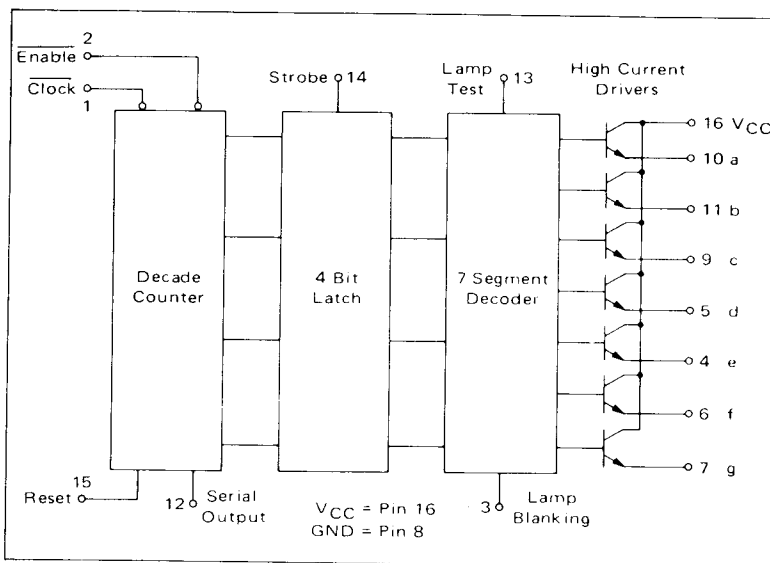 2
Enable
Clock
1
Strobe 14
Lamp
Test
13
High Current
Drivers
16 VCC
10 a
11 b
9 c
5 d
4 e
6 f
7 g
Decade
Counter
4 Bit
Latch
7 Segment
Decoder
15
Reset
12
Serial
Output
VCC = Pin 16
GND = Pin 8
3
Lamp
Blanking